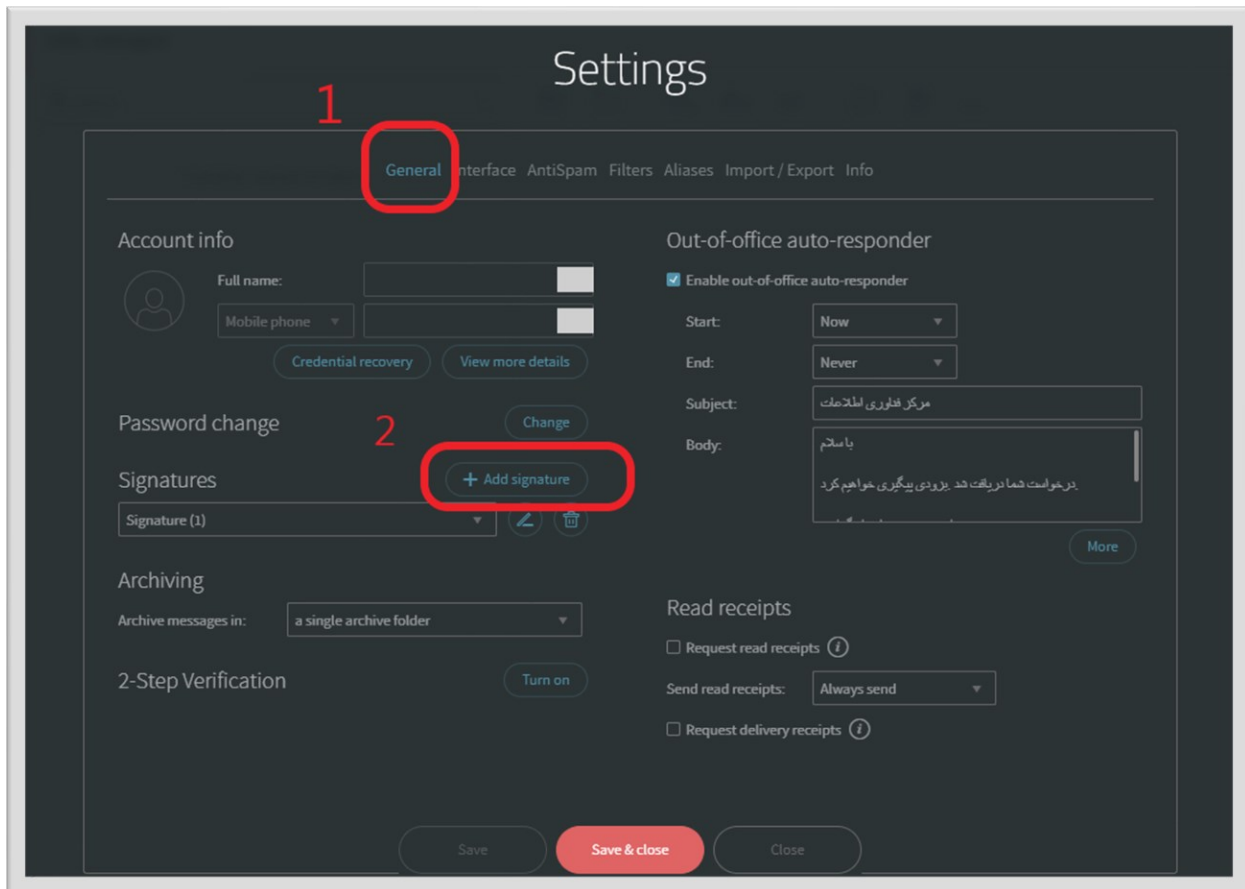 Settings
1
General Interface AntiSpam Filters Aliases Import / Export Info
Account info
Full name:
Mobile phone
Credential recovery View more details
Password change
Change
2
Signatures
+ Add signature
Signature (1)
Archiving
Archive messages in: a single archive folder
2-Step Verification
Turn on
Out-of-office auto-responder
Enable out-of-office auto-responder
Start: Now
End: Never
Subject: مرکز فناوری اطلاعات
Body: با سلام
درخواست شما دریافت شد .بزودی پیگیری خواهیم کرد.
More
Read receipts
Request read receipts i
Send read receipts: Always send
Request delivery receipts i
Save Save & close Close